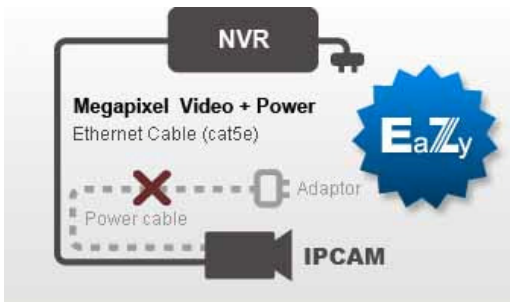 NVR
Megapixel Video + Power
Ethernet Cable (cat5e)
EaZy
Adaptor
Power cable
IPCAM